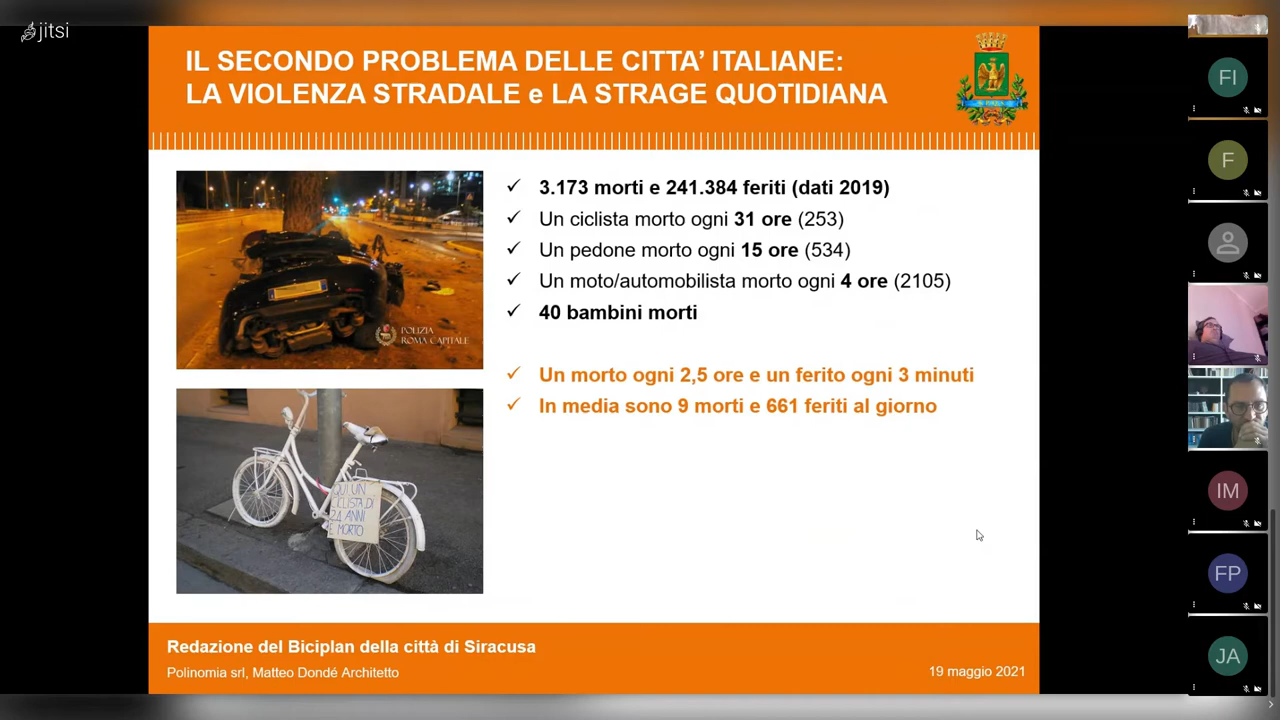 jitsi
IL SECONDO PROBLEMA DELLE CITTA' ITALIANE:
LA VIOLENZA STRADALE e LA STRAGE QUOTIDIANA
POLIZIA
ROMA CAPITALE
QUI UN
CICLISTA DI
24 ANNI
È MORTO
3.173 morti e 241.384 feriti (dati 2019)
Un ciclista morto ogni 31 ore (253)
Un pedone morto ogni 15 ore (534)
Un moto/automobilista morto ogni 4 ore (2105)
40 bambini morti
Un morto ogni 2,5 ore e un ferito ogni 3 minuti
In media sono 9 morti e 661 feriti al giorno
Redazione del Biciplan della città di Siracusa
Polinomia srl, Matteo Dondé Architetto
19 maggio 2021
FI
F
IM
FP
JA